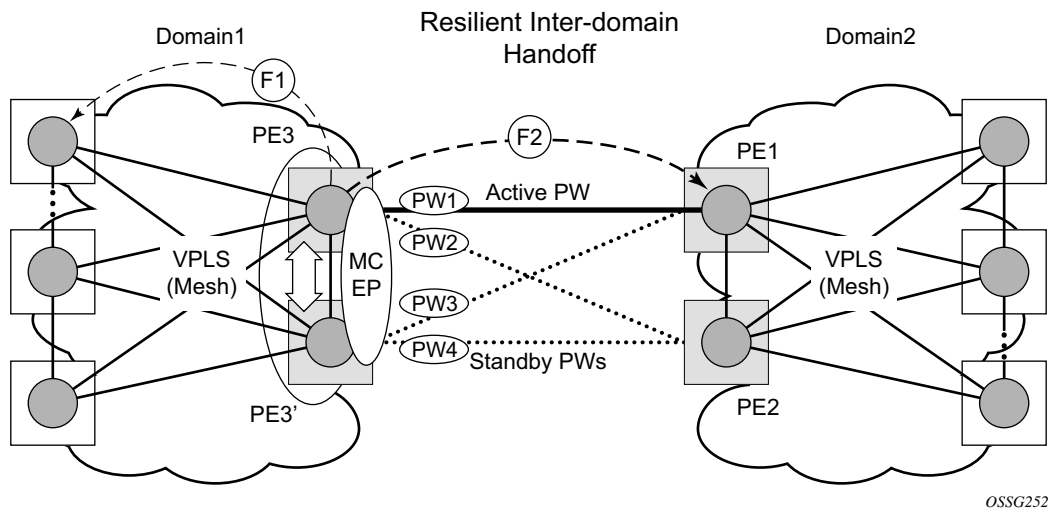 Resilient Inter-domain
Handoff
Domain1
Domain2
F1
F2
PE3
PE1
PW1
Active PW
PW2
VPLS
(Mesh)
MC
EP
VPLS
(Mesh)
PW3
PW4
Standby PWs
PE3'
PE2
OSSG252